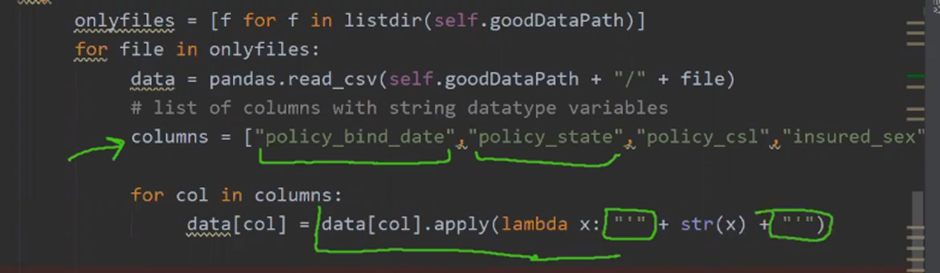 onlyfiles = [f for f in listdir(self.goodDataPath)]
for file in onlyfiles:
data = pandas.read_csv(self.goodDataPath + "/" + file)
# list of columns with string datatype variables
columns = ["policy_bind_date","policy_state","policy_csl","insured_sex"
for col in columns:
data[col] = data[col].apply(lambda x: "'"+ str(x) +"'")